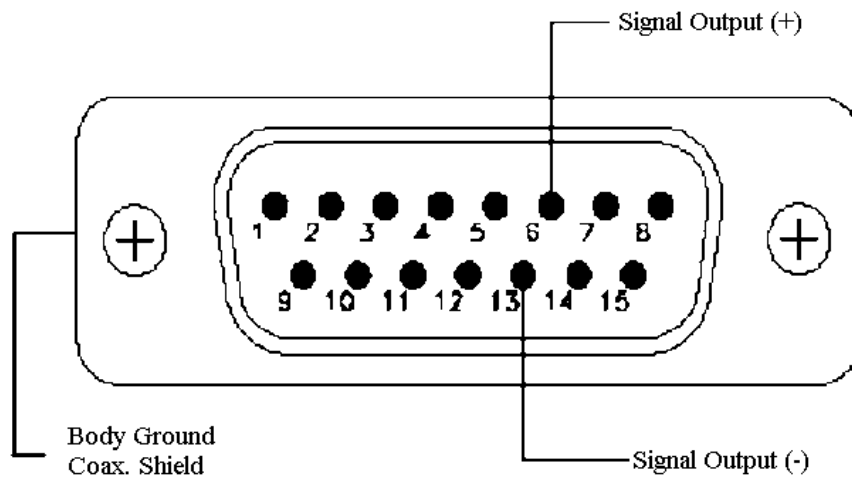 Signal Output (+)
1 2 3 4 5 6 7 8
9 10 11 12 13 14 15
Body Ground
Coax. Shield
Signal Output (-)